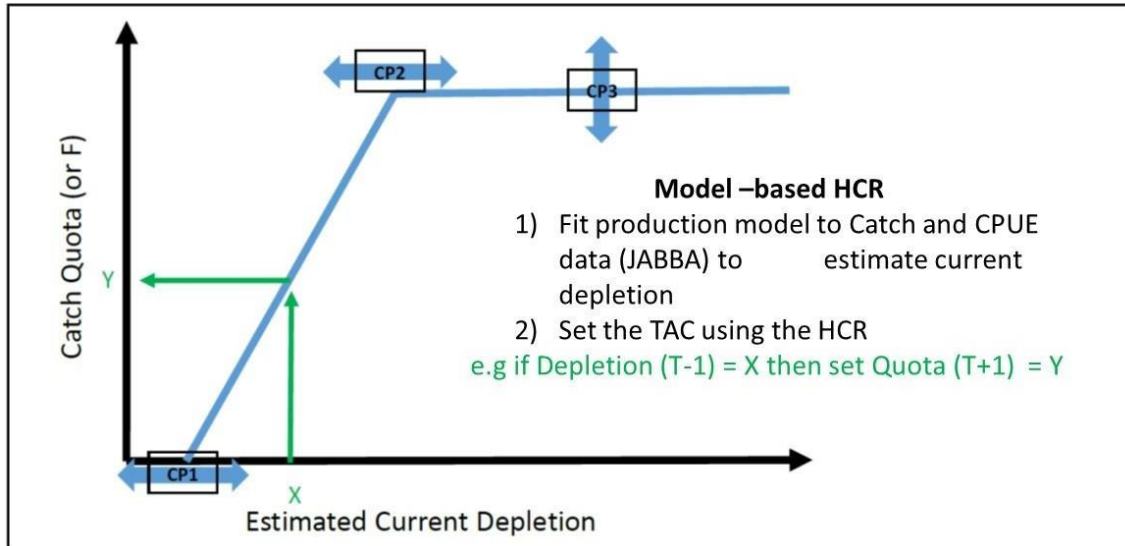 CP2
CP3
Catch Quota (or F)
Model –based HCR
1) Fit production model to Catch and CPUE
data (JABBA) to estimate current
depletion
2) Set the TAC using the HCR
e.g if Depletion (T-1) = X then set Quota (T+1) = Y
Y
CP1
X
Estimated Current Depletion